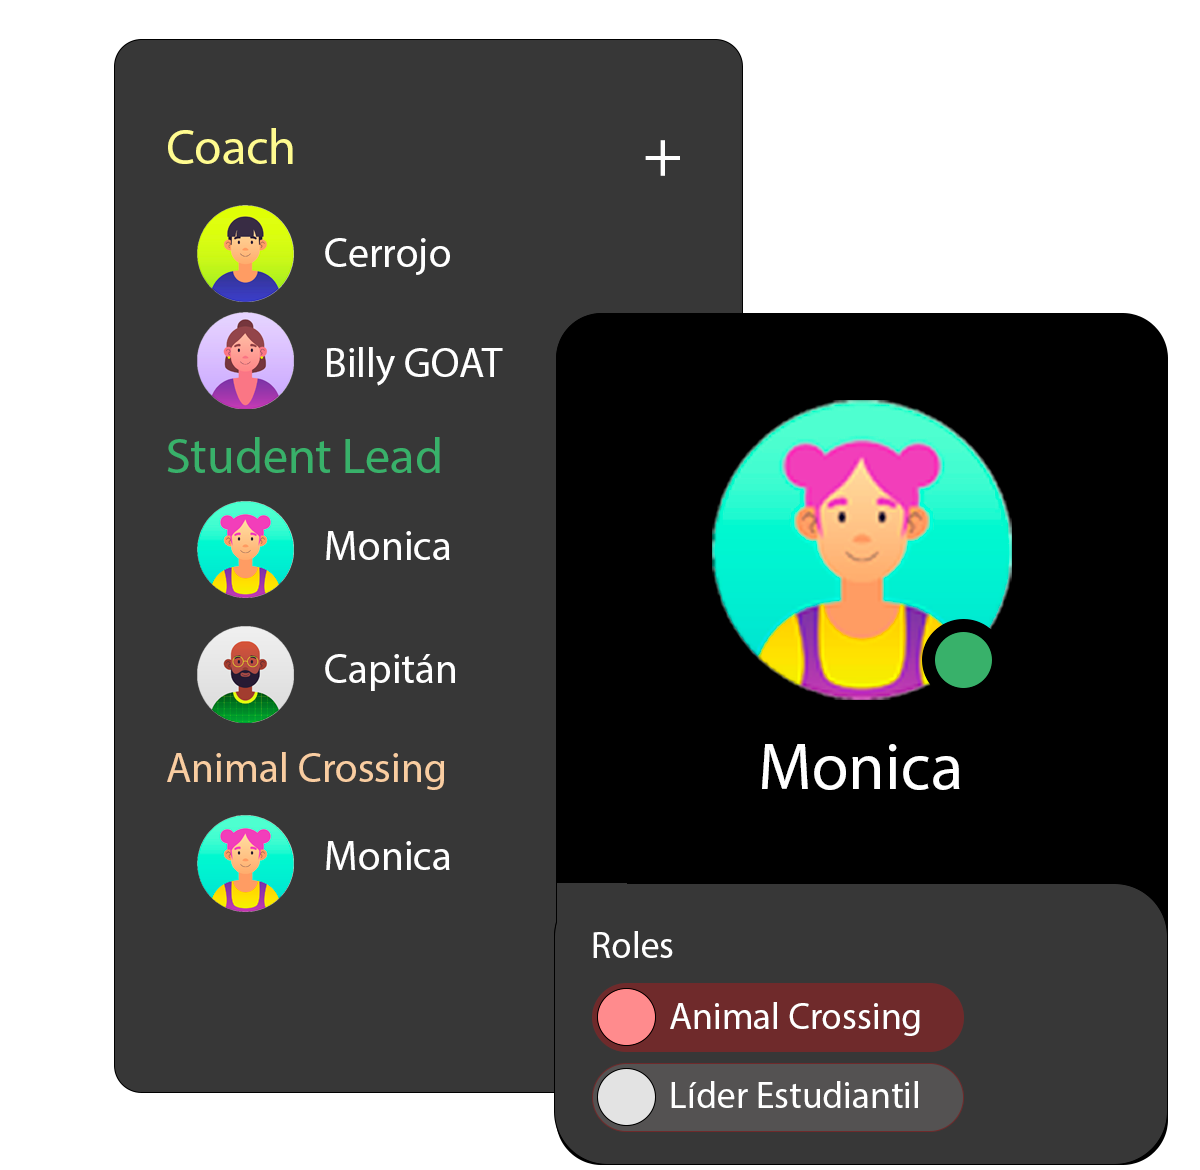 Coach
+
Cerrojo
Billy GOAT
Student Lead
Monica
Capitán
Animal Crossing
Monica
Monica
Roles
Animal Crossing
Líder Estudiantil